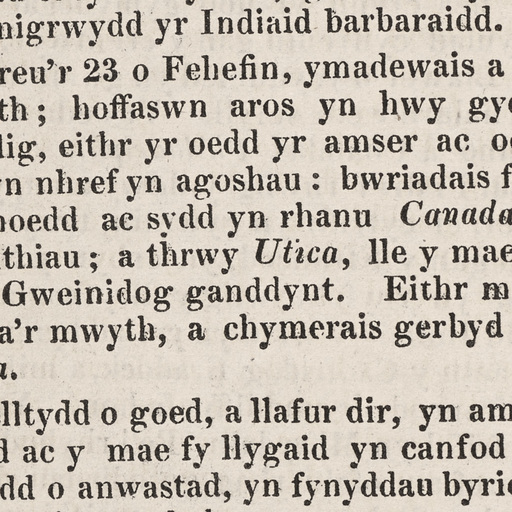 nigrwydd yr Indiaid barbaraidd.
reu'r 23 o Fehefin, ymadewais a
th; hoffaswn aros yn hwy gy
lig, eithr yr oedd yr amser ac o
yn nhref yn agoshau: bwriadais f
oedd ac sydd yn rhanu Canada
thiau; a thrwy Utica, lle y mae
Gweinidog ganddynt. Eithr m
a'r mwyth, a chymerais gerbyd
a.
lltydd o goed, a llafur dir, yn am
d ac y mae fy llygaid yn canfod
dd o anwastad, yn fynyddau byri